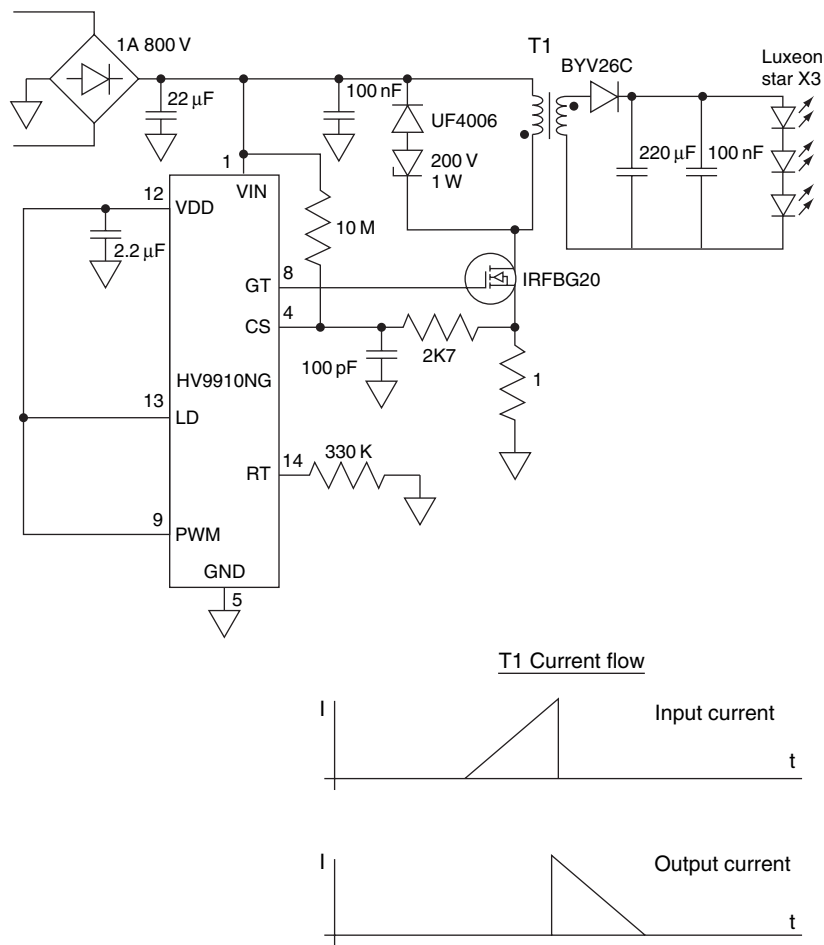 1A 800 V
22 µF
100 nF
UF4006
200 V
1 W
T1
BYV26C
Luxeon
star X3
220 µF
100 nF
1
VIN
12
VDD
2.2 µF
10 M
8
GT
IRFBG20
4
CS
2K7
100 pF
HV9910NG
1
13
LD
14
RT
330 K
9
PWM
GND
5
T1 Current flow
I
Input current
t
I
Output current
t